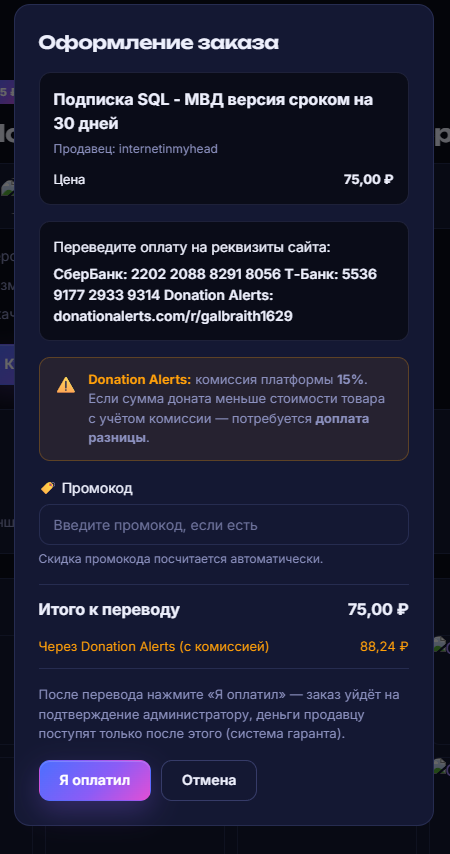 Оформление заказа
Подписка SQL - МВД версия сроком на
30 дней
Продавец: internetinmyhead
Цена 75,00 ₽
Переведите оплату на реквизиты сайта:
СберБанк: 2202 2088 8291 8056 Т-Банк: 5536
9177 2933 9314 Donation Alerts:
donationalerts.com/r/galbraith1629
Donation Alerts: комиссия платформы 15%.
Если сумма доната меньше стоимости товара
с учётом комиссии — потребуется доплата
разницы.
Промокод
Введите промокод, если есть
Скидка промокода посчитается автоматически.
Итого к переводу 75,00 ₽
Через Donation Alerts (с комиссией) 88,24 ₽
После перевода нажмите «Я оплатил» — заказ уйдёт на
подтверждение администратору, деньги продавцу
поступят только после этого (система гаранта).
Я оплатил Отмена